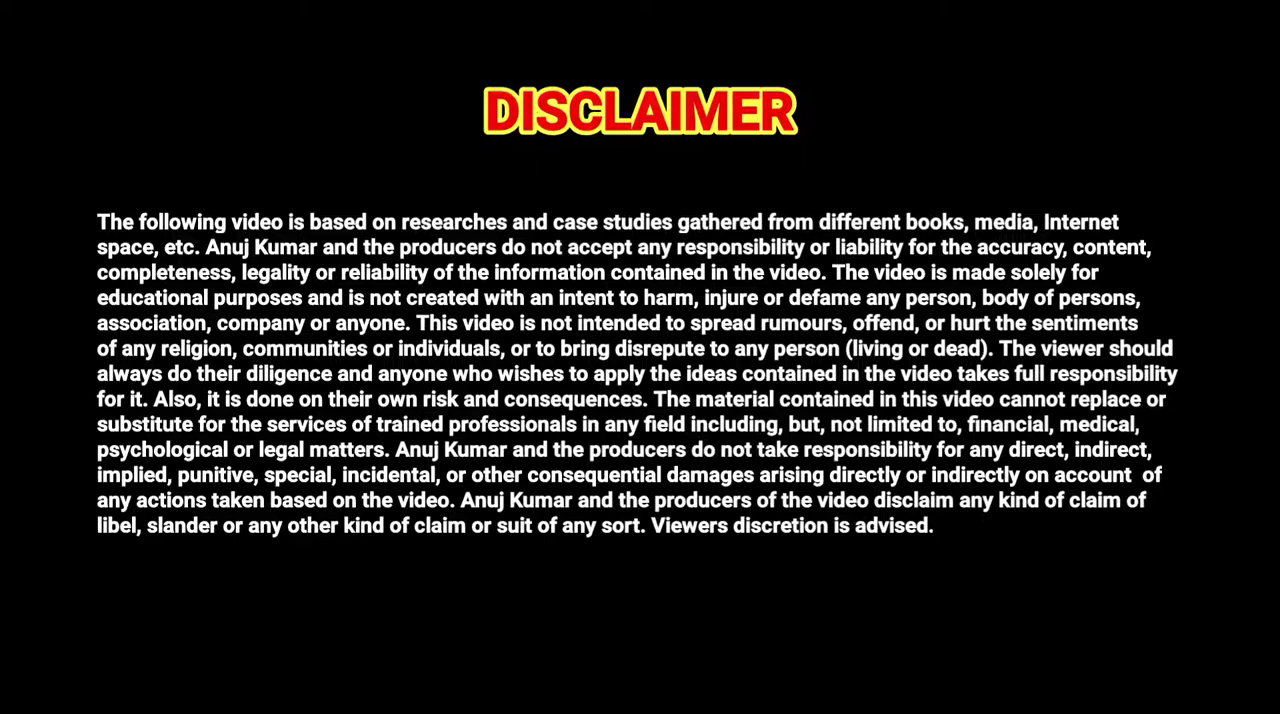 DISCLAIMER
The following video is based on researches and case studies gathered from different books, media, Internet
space, etc. Anuj Kumar and the producers do not accept any responsibility or liability for the accuracy, content,
completeness, legality or reliability of the information contained in the video. The video is made solely for
educational purposes and is not created with an intent to harm, injure or defame any person, body of persons,
association, company or anyone. This video is not intended to spread rumours, offend, or hurt the sentiments
of any religion, communities or individuals, or to bring disrepute to any person (living or dead). The viewer should
always do their diligence and anyone who wishes to apply the ideas contained in the video takes full responsibility
for it. Also, it is done on their own risk and consequences. The material contained in this video cannot replace or
substitute for the services of trained professionals in any field including, but, not limited to, financial, medical,
psychological or legal matters. Anuj Kumar and the producers do not take responsibility for any direct, indirect,
implied, punitive, special, incidental, or other consequential damages arising directly or indirectly on account  of
any actions taken based on the video. Anuj Kumar and the producers of the video disclaim any kind of claim of
libel, slander or any other kind of claim or suit of any sort. Viewers discretion is advised.